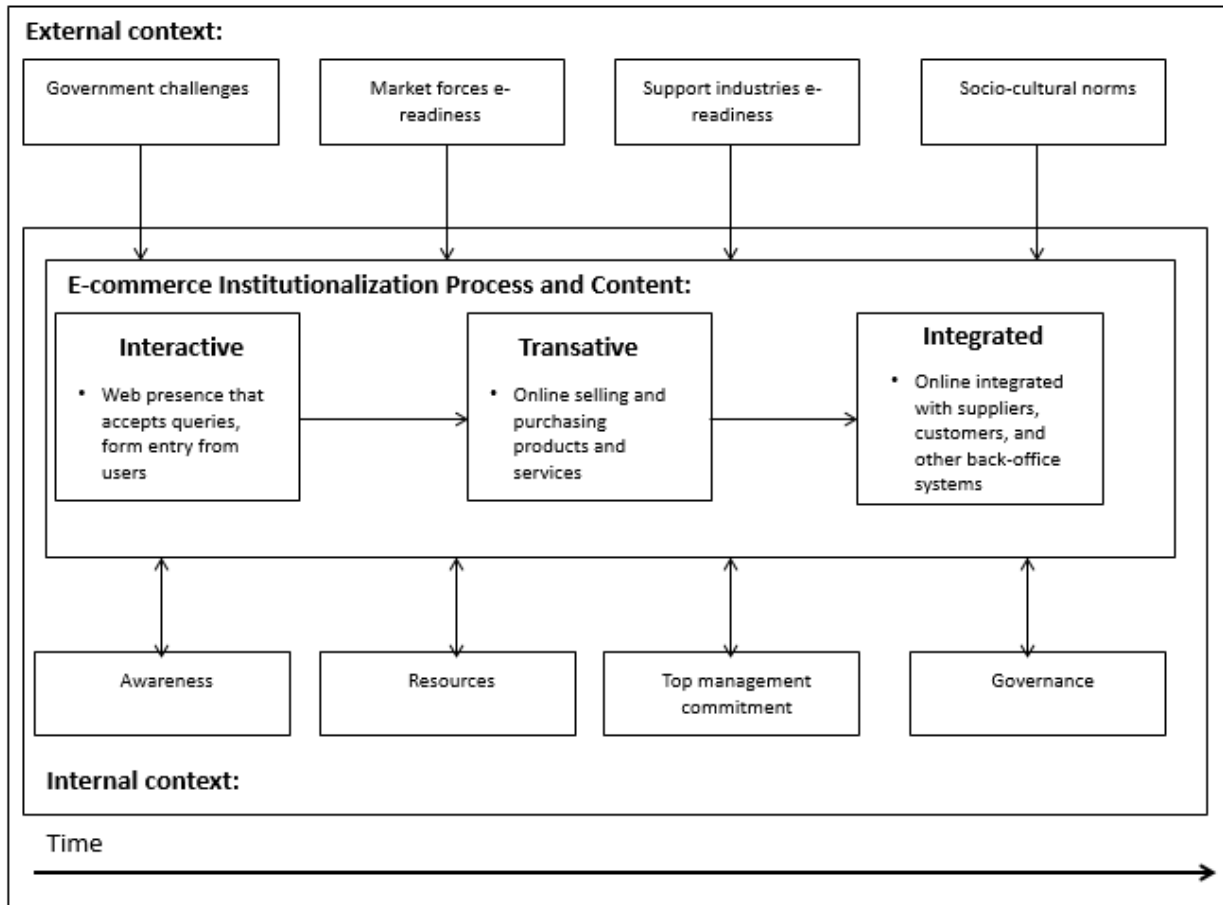 External context:
Government challenges
Market forces e-
readiness
Support industries e-
readiness
Socio-cultural norms
E-commerce Institutionalization Process and Content:
Interactive
• Web presence that
accepts queries,
form entry from
users
Transative
• Online selling and
purchasing
products and
services
Integrated
• Online integrated
with suppliers,
customers, and
other back-office
systems
Awareness
Resources
Top management
commitment
Governance
Internal context:
Time